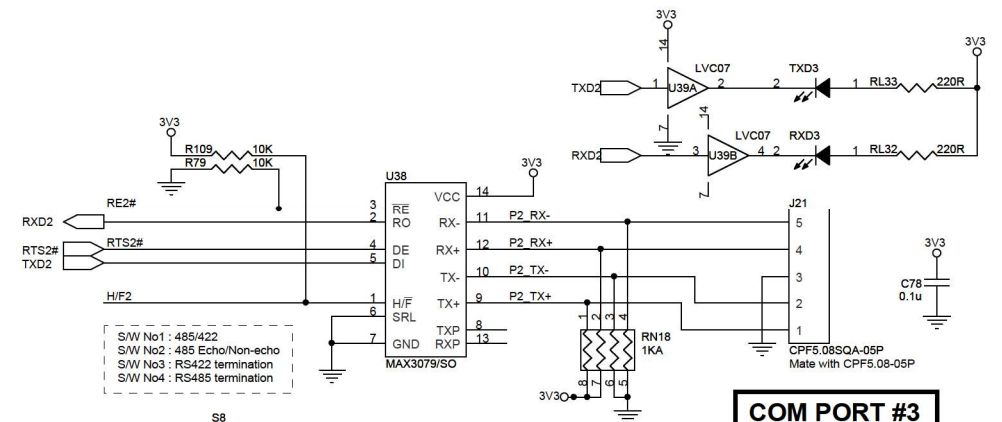 3V3
3V3
14
LVC07
TXD3
TXD2
1
U39A
2
2
1
RL33
220R
7
14
LVC07
RXD3
RXD2
3
U39B
4
2
1
RL32
220R
7
3V3
R109
10K
R79
10K
3V3
U38
J21
RE2#
RXD2
3
RE
2
RO
VCC
14
RX-
11
P2_RX-
5
RTS2#
RTS2#
4
DE
RX+
12
P2_RX+
4
TXD2
5
DI
TX-
10
P2_TX-
3
3V3
C78
0.1u
H/F2
1
H/F
TX+
9
P2_TX+
2
6
SRL
TXP
8
1
7
GND
RXP
13
MAX3079/SO
1
2
3
4
RN18
1KA
8
7
6
5
3V3
CPF5.08SQA-05P
Mate with CPF5.08-05P
S/W No1 : 485/422
S/W No2 : 485 Echo/Non-echo
S/W No3 : RS422 termination
S/W No4 : RS485 termination
S8
COM PORT #3